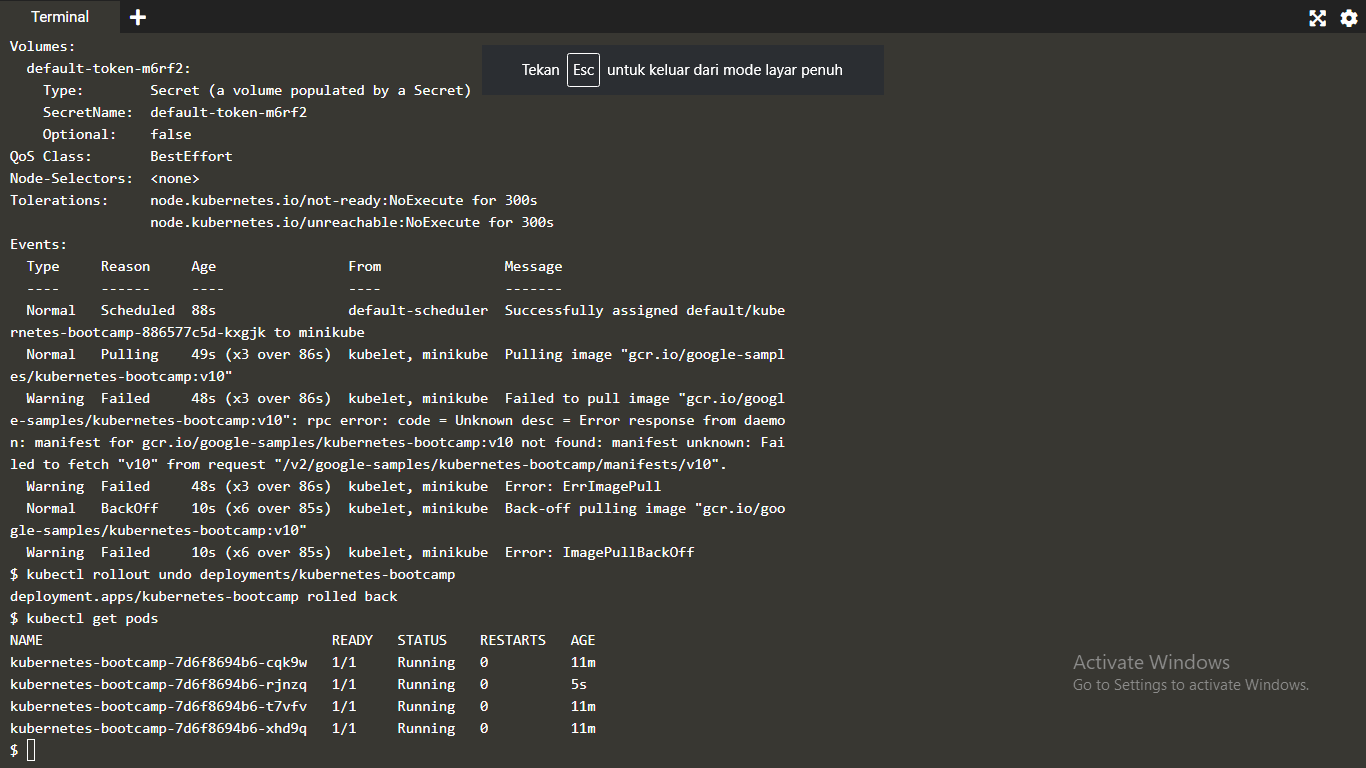 Terminal
Volumes:
default-token-m6rf2:
Type: Secret (a volume populated by a Secret)
Tekan Esc untuk keluar dari mode layar penuh
SecretName: default-token-m6rf2
Optional: false
QoS Class: BestEffort
Node-Selectors: <none>
Tolerations: node.kubernetes.io/not-ready:NoExecute for 300s
node.kubernetes.io/unreachable:NoExecute for 300s
Events:
Type Reason Age From Message
---- ------ ---- ---- -------
Normal Scheduled 88s default-scheduler Successfully assigned default/kube
rnetes-bootcamp-886577c5d-kxgjk to minikube
Normal Pulling 49s (x3 over 86s) kubelet, minikube Pulling image "gcr.io/google-sampl
es/kubernetes-bootcamp:v10"
Warning Failed 48s (x3 over 86s) kubelet, minikube Failed to pull image "gcr.io/googl
e-samples/kubernetes-bootcamp:v10": rpc error: code = Unknown desc = Error response from daemo
n: manifest for gcr.io/google-samples/kubernetes-bootcamp:v10 not found: manifest unknown: Fai
led to fetch "v10" from request "/v2/google-samples/kubernetes-bootcamp/manifests/v10".
Warning Failed 48s (x3 over 86s) kubelet, minikube Error: ErrImagePull
Normal BackOff 10s (x6 over 85s) kubelet, minikube Back-off pulling image "gcr.io/goo
gle-samples/kubernetes-bootcamp:v10"
Warning Failed 10s (x6 over 85s) kubelet, minikube Error: ImagePullBackOff
$ kubectl rollout undo deployments/kubernetes-bootcamp
deployment.apps/kubernetes-bootcamp rolled back
$ kubectl get pods
NAME READY STATUS RESTARTS AGE
kubernetes-bootcamp-7d6f8694b6-cqk9w 1/1 Running 0 11m
kubernetes-bootcamp-7d6f8694b6-rjnzq 1/1 Running 0 5s
kubernetes-bootcamp-7d6f8694b6-t7vfv 1/1 Running 0 11m
kubernetes-bootcamp-7d6f8694b6-xhd9q 1/1 Running 0 11m
$
Activate Windows
Go to Settings to activate Windows.